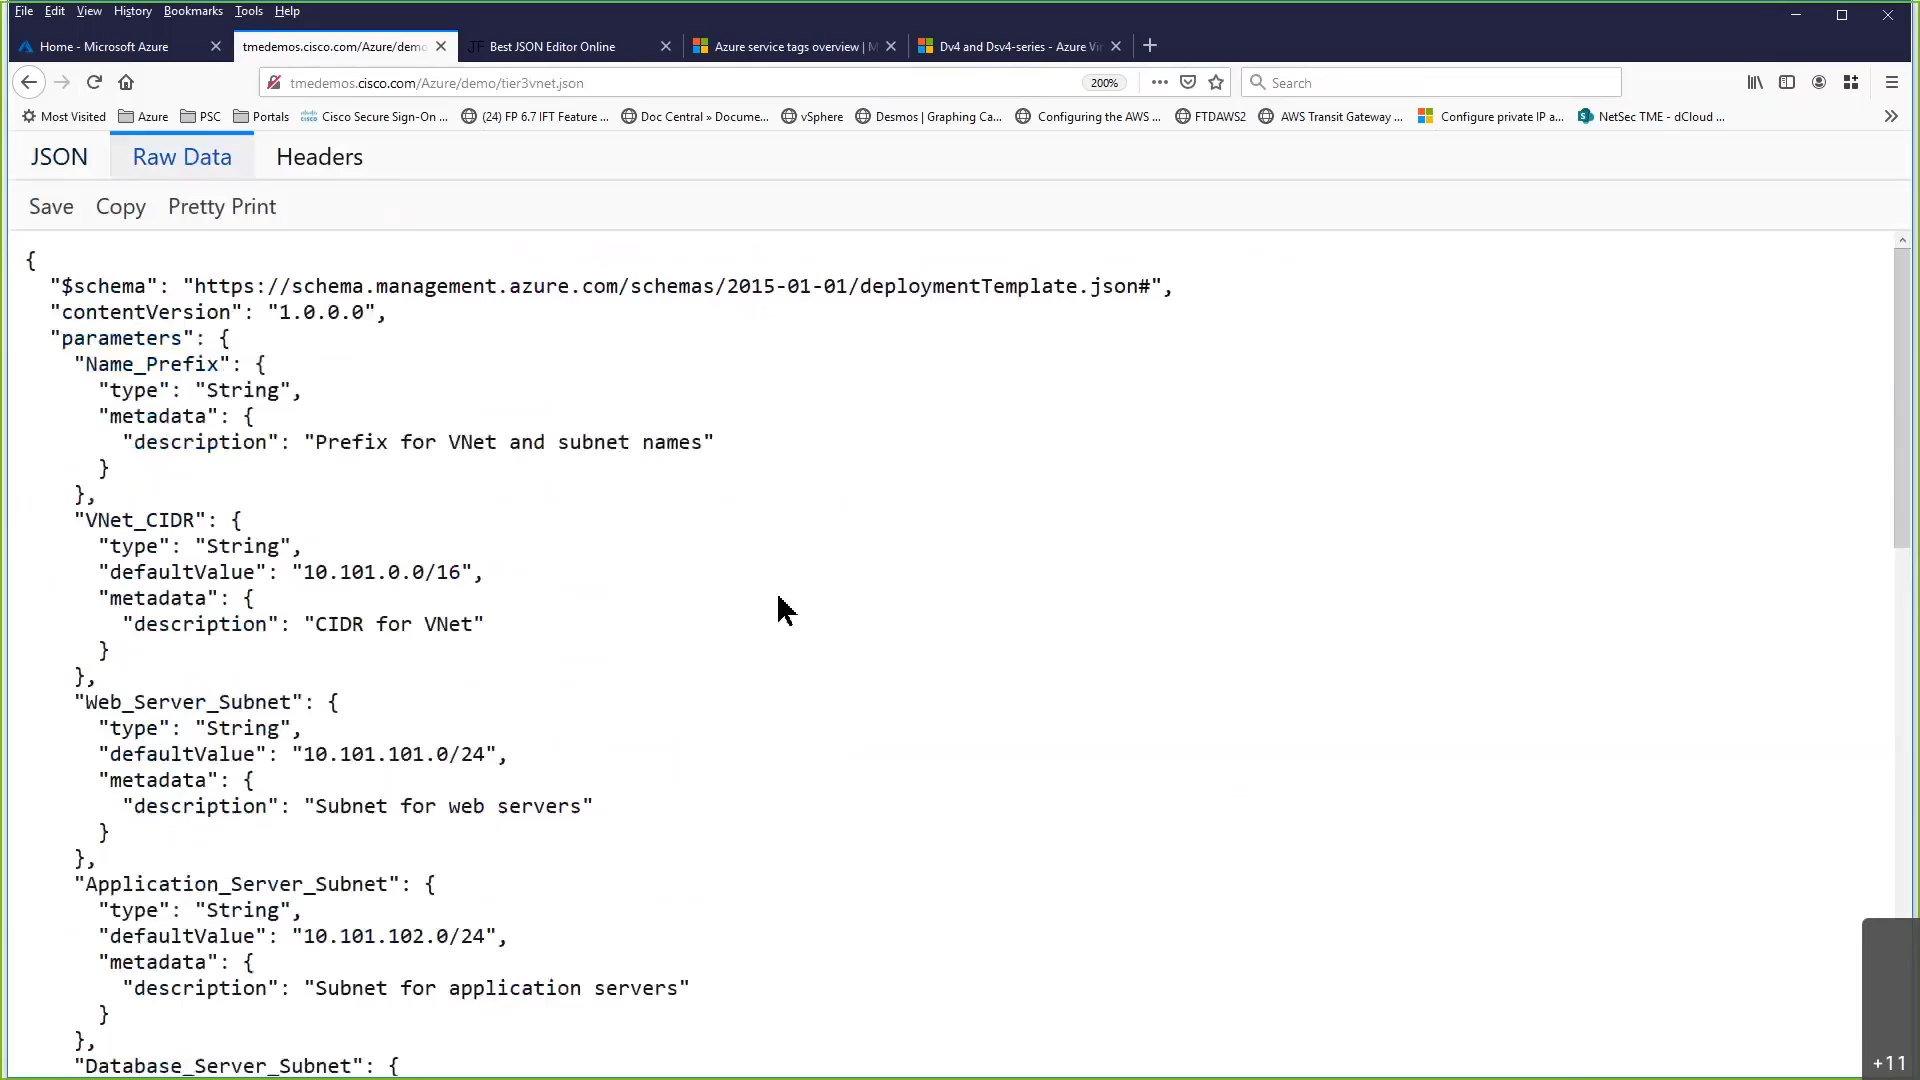 File Edit View History Bookmarks Tools Help
Home - Microsoft Azure
tmedemos.cisco.com/Azure/demo
JF Best JSON Editor Online
Azure service tags overview | M
Dv4 and Dsv4-series - Azure Vir
tmedemos.cisco.com/Azure/demo/tier3vnet.json 200% Search
Most Visited Azure PSC Portals Cisco Secure Sign-On ... (24) FP 6.7 IFT Feature ... Doc Central » Docume... vSphere Desmos | Graphing Ca... Configuring the AWS ... FTDAWS2 AWS Transit Gateway ... Configure private IP a... NetSec TME - dCloud ...
JSON Raw Data Headers
Save Copy Pretty Print
{
"$schema": "https://schema.management.azure.com/schemas/2015-01-01/deploymentTemplate.json#",
"contentVersion": "1.0.0.0",
"parameters": {
"Name_Prefix": {
"type": "String",
"metadata": {
"description": "Prefix for VNet and subnet names"
}
},
"VNet_CIDR": {
"type": "String",
"defaultValue": "10.101.0.0/16",
"metadata": {
"description": "CIDR for VNet"
}
},
"Web_Server_Subnet": {
"type": "String",
"defaultValue": "10.101.101.0/24",
"metadata": {
"description": "Subnet for web servers"
}
},
"Application_Server_Subnet": {
"type": "String",
"defaultValue": "10.101.102.0/24",
"metadata": {
"description": "Subnet for application servers"
}
},
"Database_Server_Subnet": {
+11